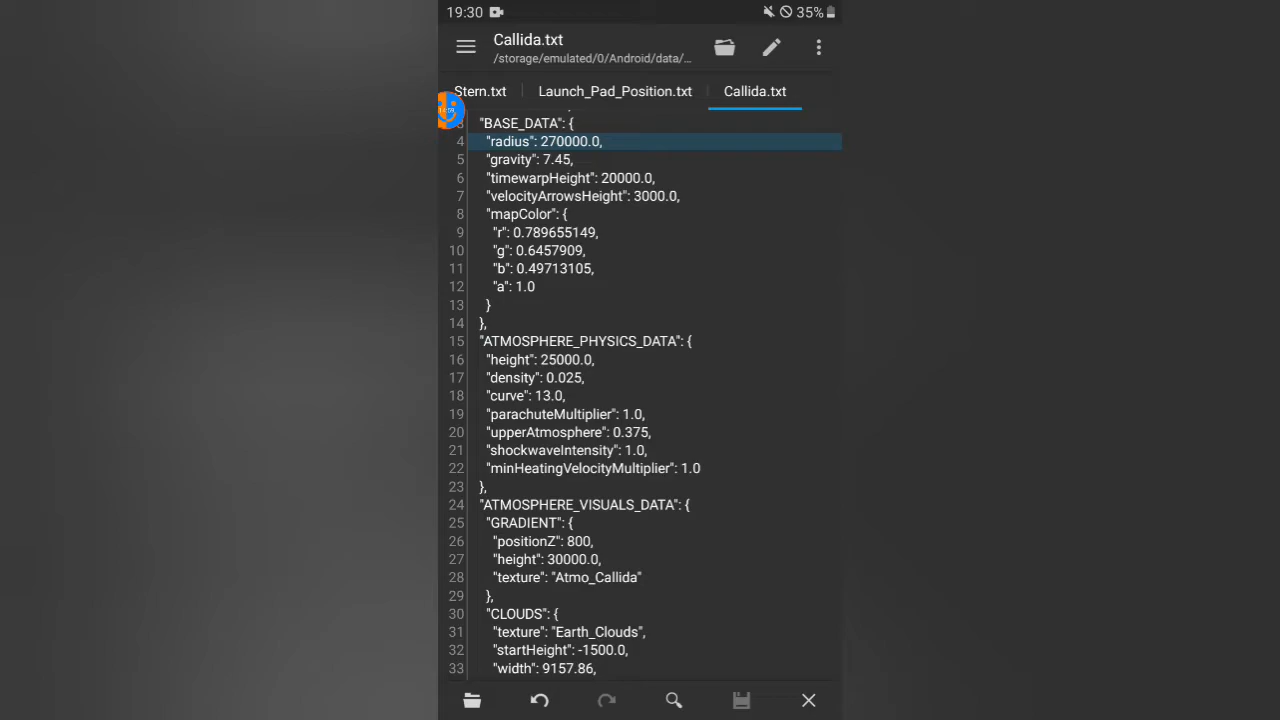 19:30 35%
Callida.txt
/storage/emulated/0/Android/data/...
Stern.txt Launch_Pad_Position.txt Callida.txt
"BASE_DATA": {
4 "radius": 270000.0,
5 "gravity": 7.45,
6 "timewarpHeight": 20000.0,
7 "velocityArrowsHeight": 3000.0,
8 "mapColor": {
9 "r": 0.789655149,
10 "g": 0.6457909,
11 "b": 0.49713105,
12 "a": 1.0
13 }
14 },
15 "ATMOSPHERE_PHYSICS_DATA": {
16 "height": 25000.0,
17 "density": 0.025,
18 "curve": 13.0,
19 "parachuteMultiplier": 1.0,
20 "upperAtmosphere": 0.375,
21 "shockwaveIntensity": 1.0,
22 "minHeatingVelocityMultiplier": 1.0
23 },
24 "ATMOSPHERE_VISUALS_DATA": {
25 "GRADIENT": {
26 "positionZ": 800,
27 "height": 30000.0,
28 "texture": "Atmo_Callida"
29 },
30 "CLOUDS": {
31 "texture": "Earth_Clouds",
32 "startHeight": -1500.0,
33 "width": 9157.86,